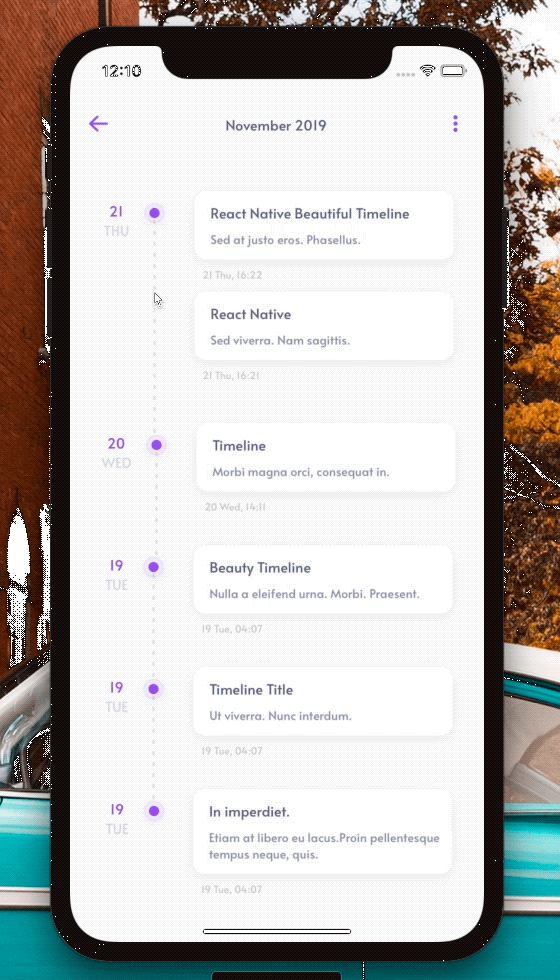 12:10
November 2019
21
THU
React Native Beautiful Timeline
Sed at justo eros. Phasellus.
21 Thu, 16:22
React Native
Sed viverra. Nam sagittis.
21 Thu, 16:21
20
WED
Timeline
Morbi magna orci, consequat in.
20 Wed, 14:11
19
TUE
Beauty Timeline
Nulla a eleifend urna. Morbi. Praesent.
19 Tue, 04:07
19
TUE
Timeline Title
Ut viverra. Nunc interdum.
19 Tue, 04:07
19
TUE
In imperdiet.
Etiam at libero eu lacus.Proin pellentesque
tempus neque, quis.
19 Tue, 04:07